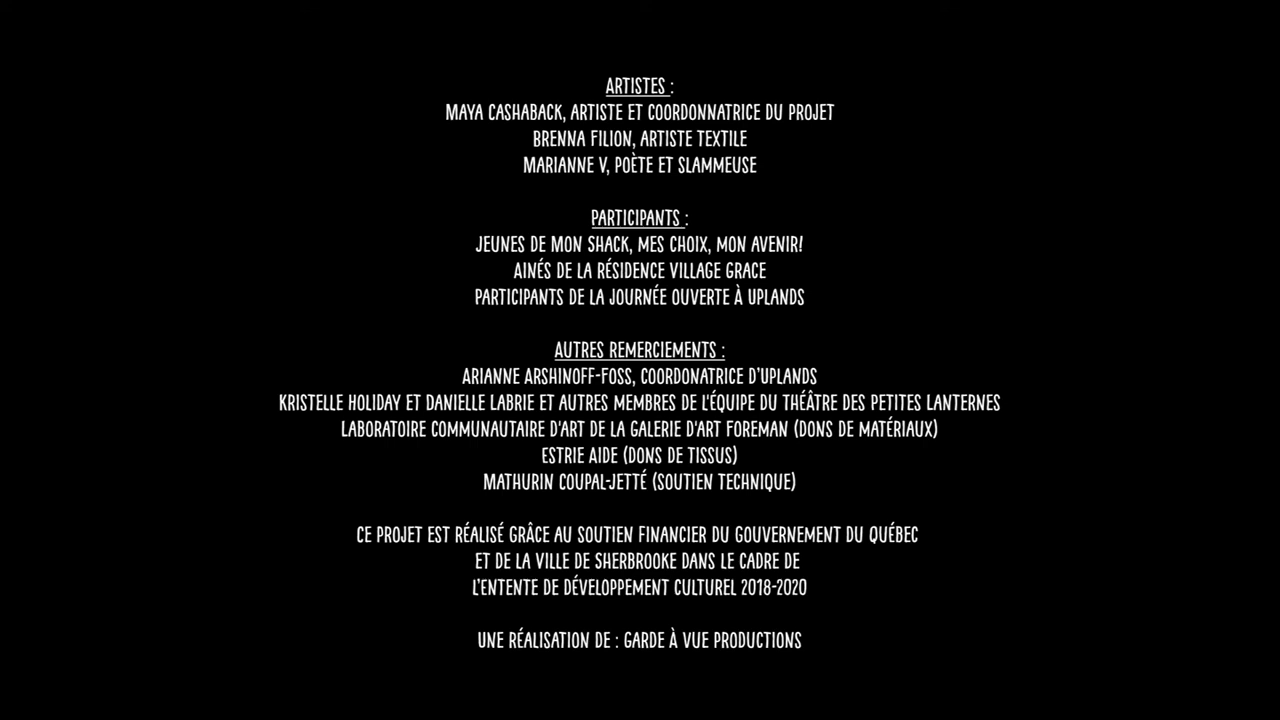 ARTISTES :
MAYA CASHABACK, ARTISTE ET COORDONNATRICE DU PROJET
BRENNA FILION, ARTISTE TEXTILE
MARIANNE V, POÈTE ET SLAMMEUSE
PARTICIPANTS :
JEUNES DE MON SHACK, MES CHOIX, MON AVENIR!
AINÉS DE LA RÉSIDENCE VILLAGE GRACE
PARTICIPANTS DE LA JOURNÉE OUVERTE À UPLANDS
AUTRES REMERCIEMENTS :
ARIANNE ARSHINOFF-FOSS, COORDONATRICE D'UPLANDS
KRISTELLE HOLIDAY ET DANIELLE LABRIE ET AUTRES MEMBRES DE L'ÉQUIPE DU THÉÂTRE DES PETITES LANTERNES
LABORATOIRE COMMUNAUTAIRE D'ART DE LA GALERIE D'ART FOREMAN (DONS DE MATÉRIAUX)
ESTRIE AIDE (DONS DE TISSUS)
MATHURIN COUPAL-JETTÉ (SOUTIEN TECHNIQUE)
CE PROJET EST RÉALISÉ GRÂCE AU SOUTIEN FINANCIER DU GOUVERNEMENT DU QUÉBEC
ET DE LA VILLE DE SHERBROOKE DANS LE CADRE DE
L'ENTENTE DE DÉVELOPPEMENT CULTUREL 2018-2020
UNE RÉALISATION DE : GARDE À VUE PRODUCTIONS